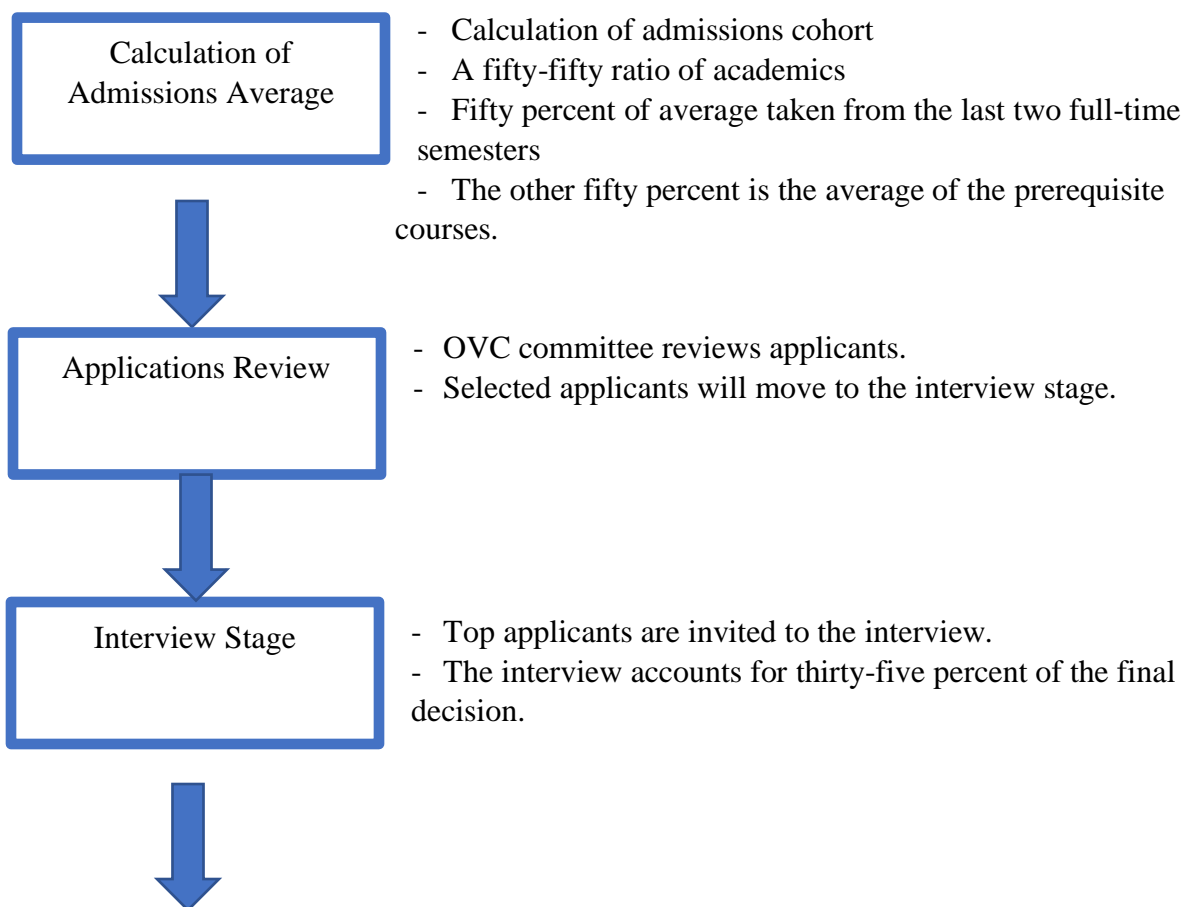 Calculation of
Admissions Average
- Calculation of admissions cohort
- A fifty-fifty ratio of academics
- Fifty percent of average taken from the last two full-time
semesters
- The other fifty percent is the average of the prerequisite
courses.
Applications Review
- OVC committee reviews applicants.
- Selected applicants will move to the interview stage.
Interview Stage
- Top applicants are invited to the interview.
- The interview accounts for thirty-five percent of the final
decision.